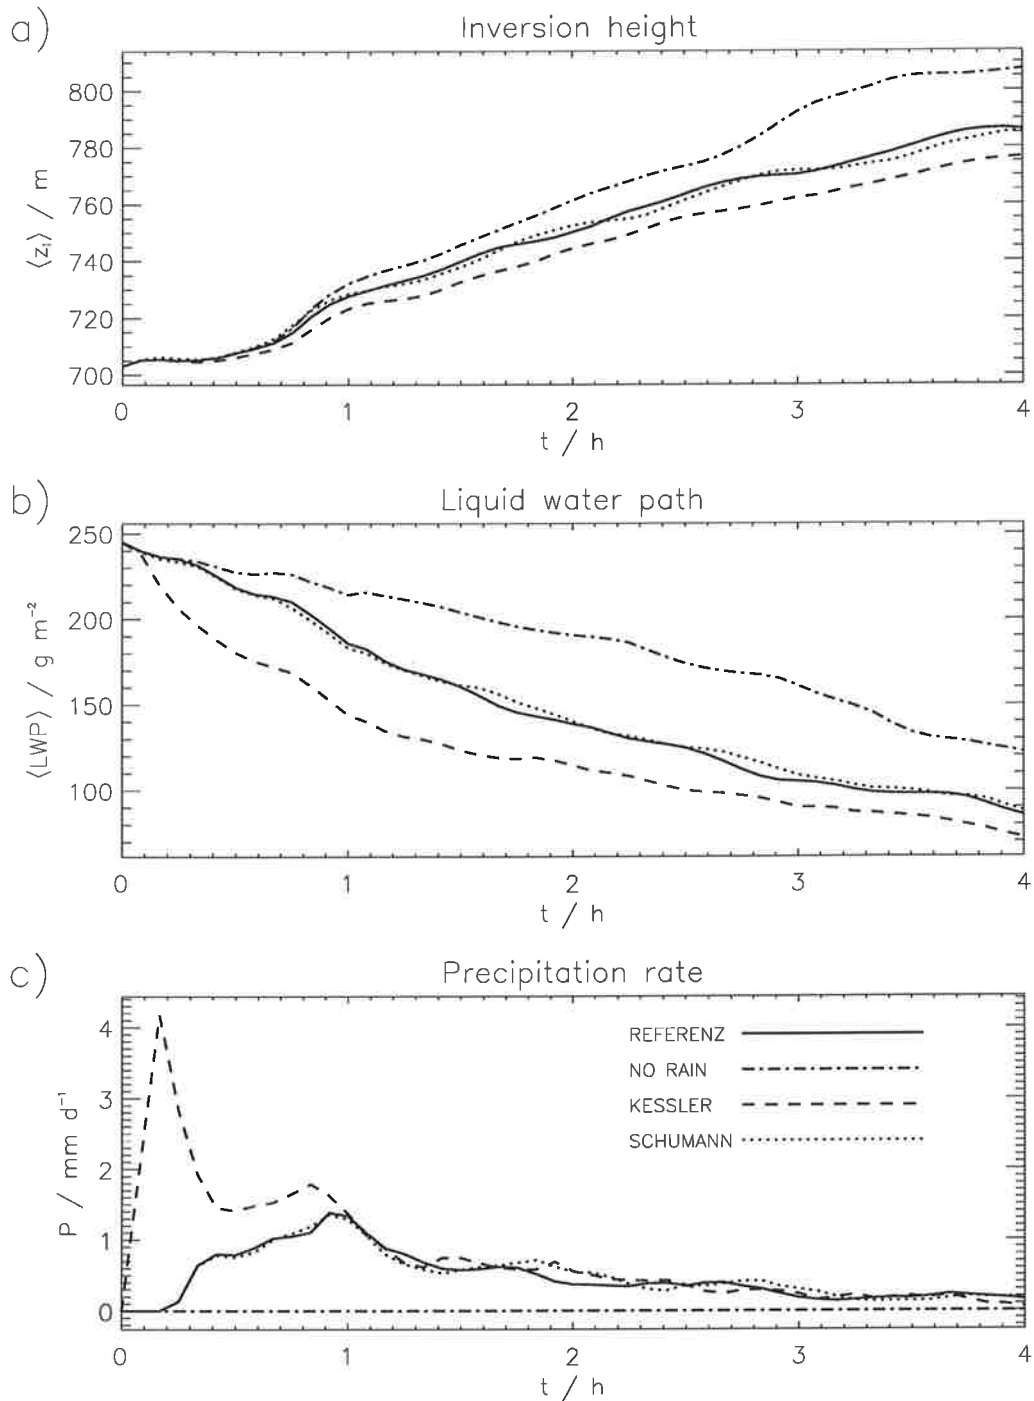 a)
Inversion height
800
780
760
740
720
700
⟨z₁⟩ / m
0 1 2 3 4
t / h
b)
Liquid water path
250
200
150
100
⟨LWP⟩ / g m⁻²
0 1 2 3 4
t / h
c)
Precipitation rate
4
3
2
1
0
P / mm d⁻¹
REFERENZ
NO RAIN
KESSLER
SCHUMANN
0 1 2 3 4
t / h